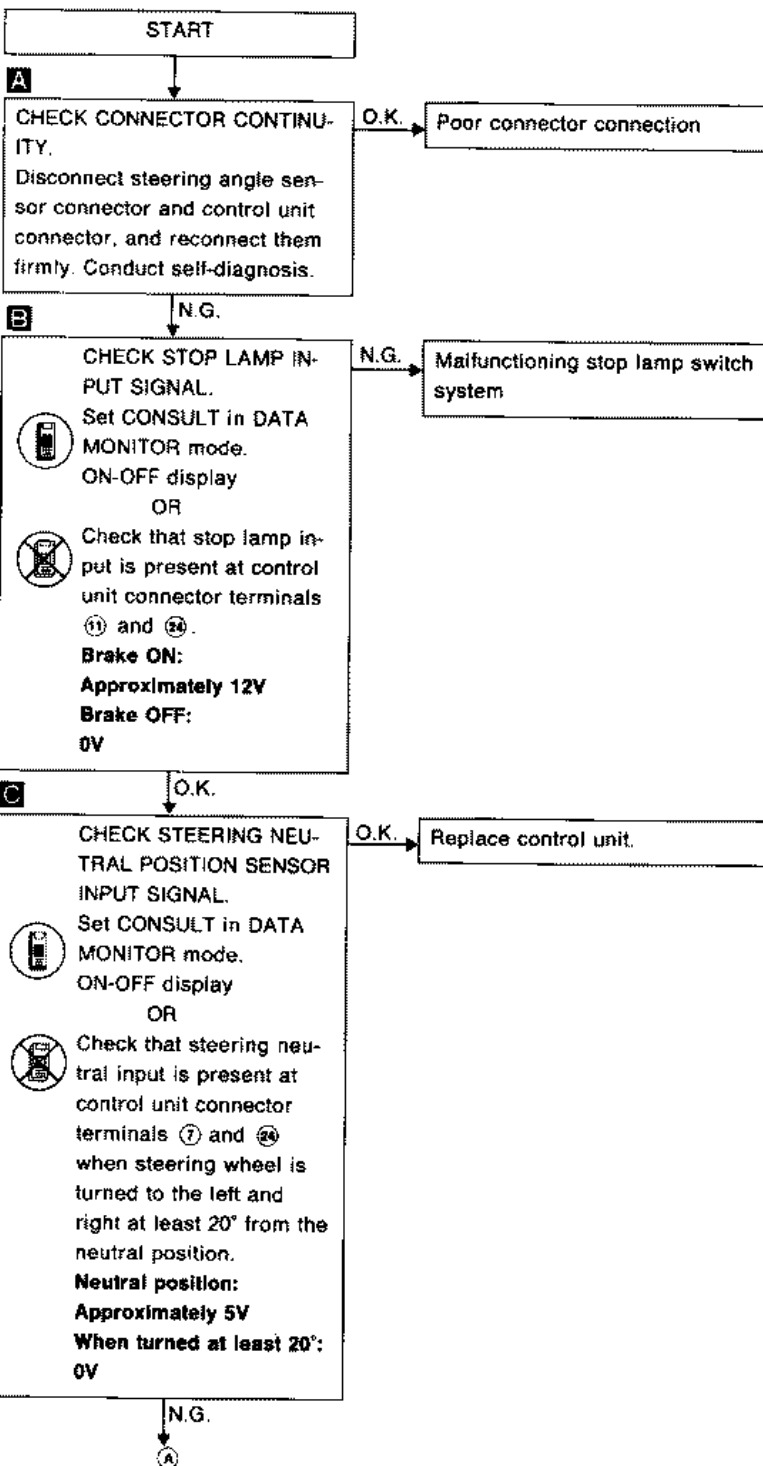 START
A
CHECK CONNECTOR CONTINU-
ITY.
Disconnect steering angle sen-
sor connector and control unit
connector, and reconnect them
firmly. Conduct self-diagnosis.
O.K.
Poor connector connection
N.G.
B
CHECK STOP LAMP IN-
PUT SIGNAL.
Set CONSULT in DATA
MONITOR mode.
ON-OFF display
OR
Check that stop lamp in-
put is present at control
unit connector terminals
⑪ and ㉔.
Brake ON:
Approximately 12V
Brake OFF:
0V
N.G.
Malfunctioning stop lamp switch
system
O.K.
C
CHECK STEERING NEU-
TRAL POSITION SENSOR
INPUT SIGNAL.
Set CONSULT in DATA
MONITOR mode.
ON-OFF display
OR
Check that steering neu-
tral input is present at
control unit connector
terminals ⑦ and ㉔
when steering wheel is
turned to the left and
right at least 20° from the
neutral position.
Neutral position:
Approximately 5V
When turned at least 20°:
0V
O.K.
Replace control unit.
N.G.
Ⓐ